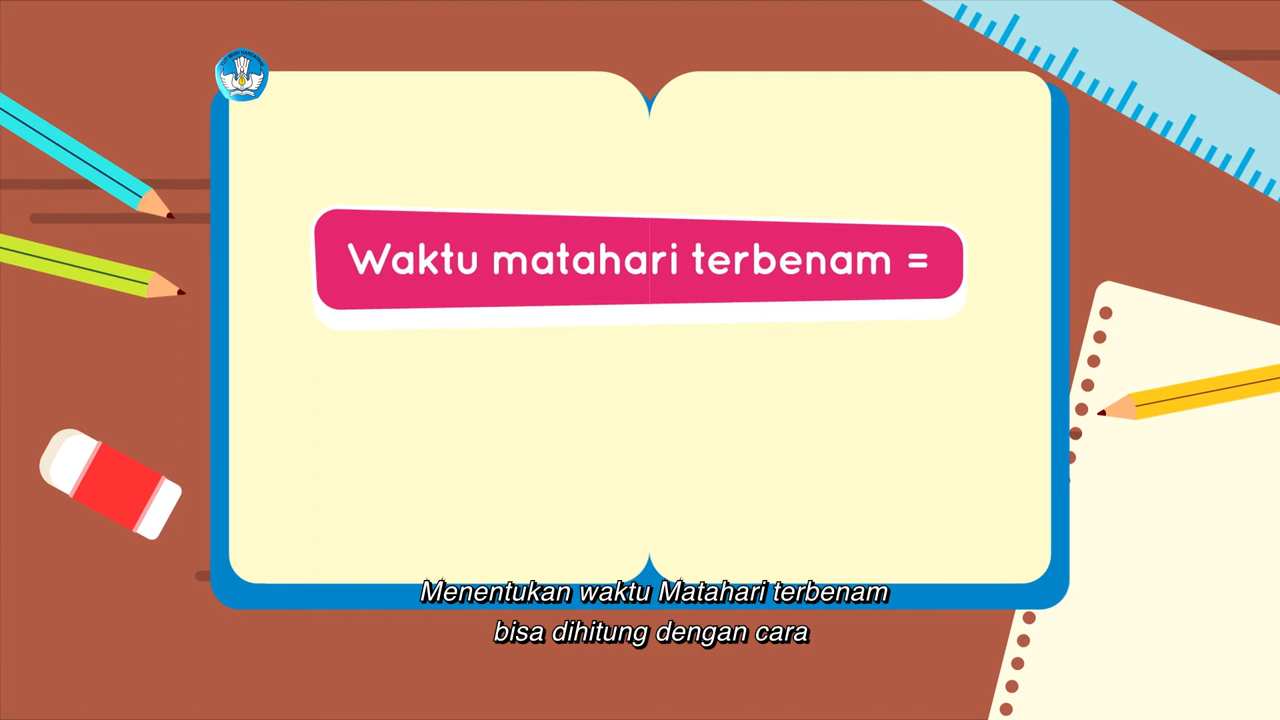 Waktu matahari terbenam =
Menentukan waktu Matahari terbenam
bisa dihitung dengan cara